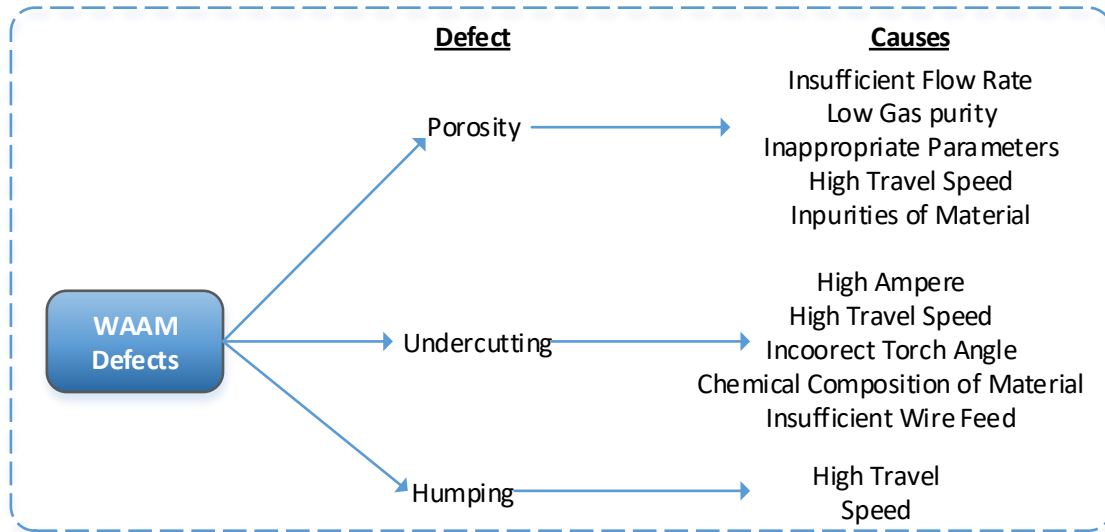 Defect
Causes
Porosity
Insufficient Flow Rate
Low Gas purity
Inappropriate Parameters
High Travel Speed
Inpurities of Material
WAAM
Defects
Undercutting
High Ampere
High Travel Speed
Incoorect Torch Angle
Chemical Composition of Material
Insufficient Wire Feed
Humping
High Travel
Speed